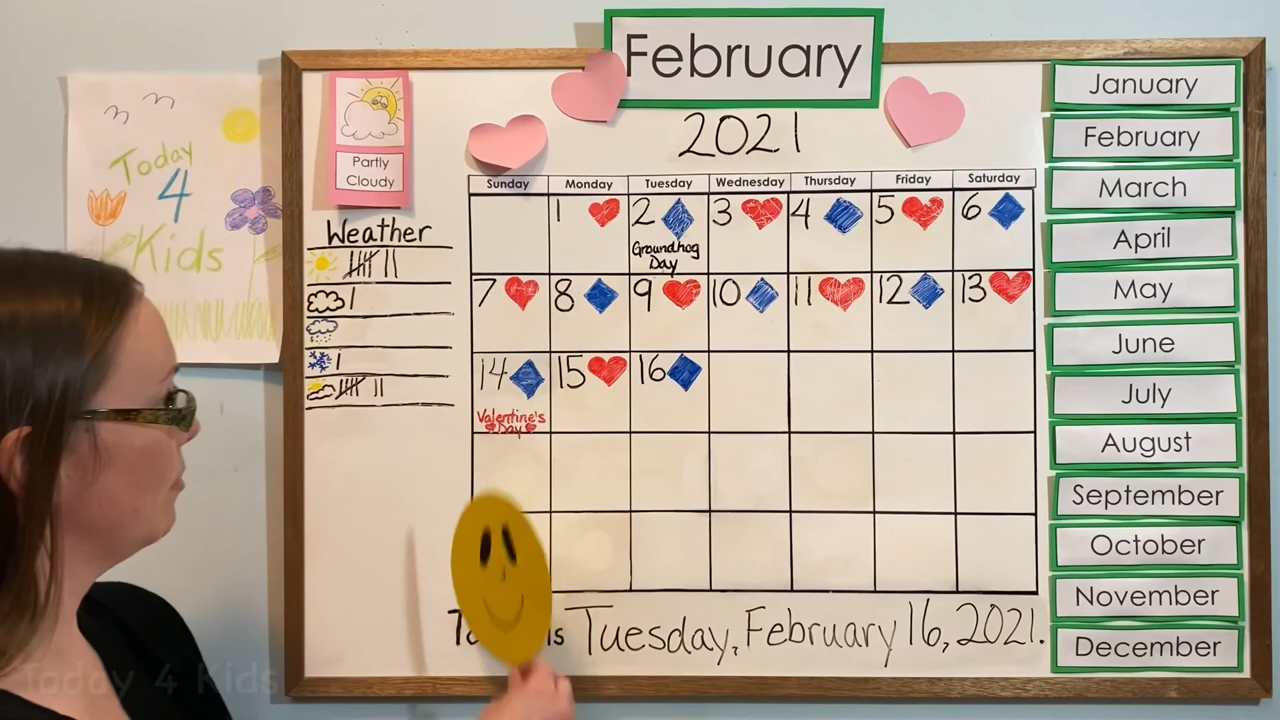 February
2021
Today
4
Kids
Partly
Cloudy
Weather
Sunday Monday Tuesday Wednesday Thursday Friday Saturday
1 2 3 4 5 6
Groundhog
Day
7 8 9 10 11 12 13
14 15 16
Valentine's
Day
is Tuesday, February 16, 2021.
January
February
March
April
May
June
July
August
September
October
November
December
Today 4 Kids